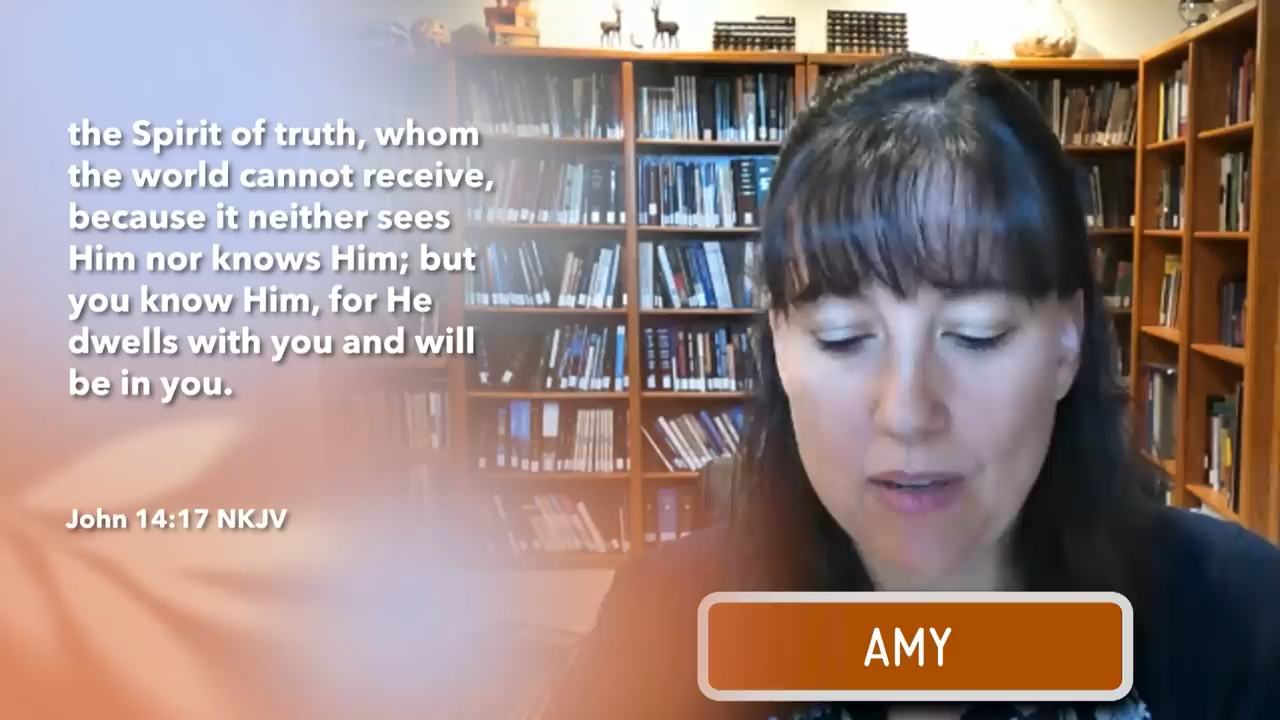 the Spirit of truth, whom
the world cannot receive,
because it neither sees
Him nor knows Him; but
you know Him, for He
dwells with you and will
be in you.
John 14:17 NKJV
AMY